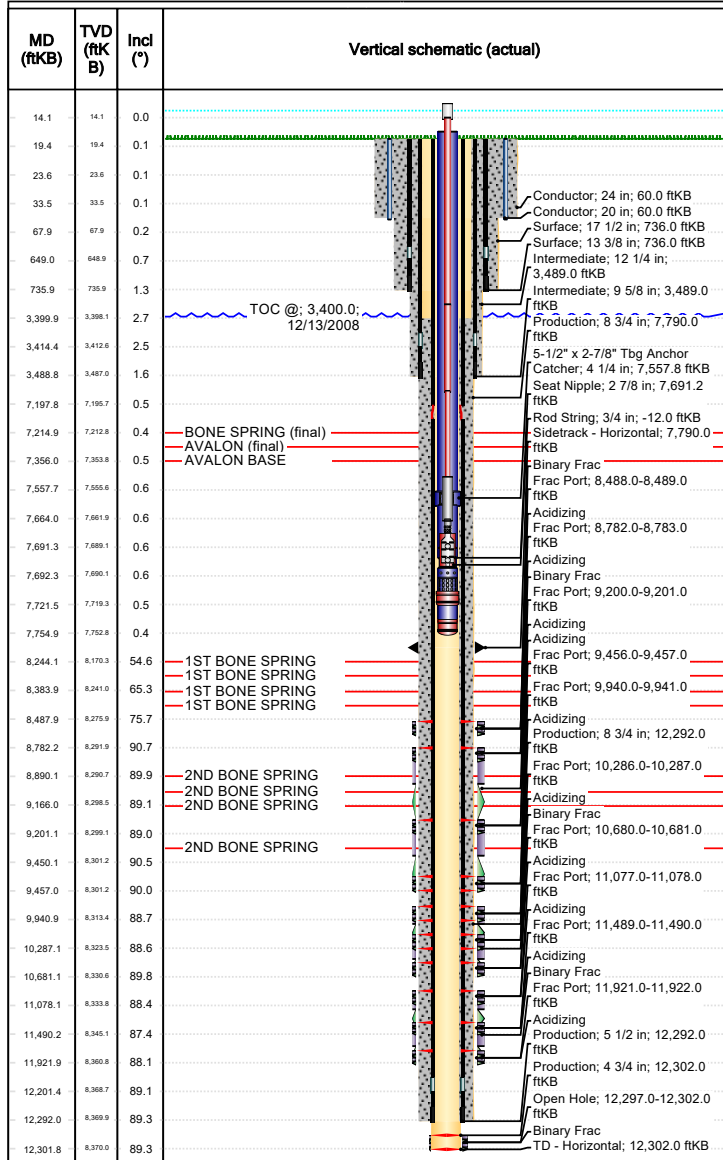 MD (ftKB)
TVD (ftK B)
Incl (°)
Vertical schematic (actual)
14.1 14.1 0.0
19.4 19.4 0.1
23.6 23.6 0.1
33.5 33.5 0.1
67.9 67.9 0.2
649.0 648.9 0.7
735.9 735.9 1.3
3,399.9 3,398.1 2.7
3,414.4 3,412.6 2.5
3,488.8 3,487.0 1.6
7,197.8 7,195.7 0.5
7,214.9 7,212.8 0.4
7,356.0 7,353.8 0.5
7,557.7 7,555.6 0.6
7,664.0 7,661.9 0.6
7,691.3 7,689.1 0.6
7,692.3 7,690.1 0.6
7,721.5 7,719.3 0.5
7,754.9 7,752.8 0.4
8,244.1 8,170.3 54.6
8,383.9 8,241.0 65.3
8,487.9 8,275.9 75.7
8,782.2 8,291.9 90.7
8,890.1 8,290.7 89.9
9,166.0 8,298.5 89.1
9,201.1 8,299.1 89.0
9,450.1 8,301.2 90.5
9,457.0 8,301.2 90.0
9,940.9 8,313.4 88.7
10,287.1 8,323.5 88.6
10,681.1 8,330.6 89.8
11,078.1 8,333.8 88.4
11,490.2 8,345.1 87.4
11,921.9 8,360.8 88.1
12,201.4 8,368.7 89.1
12,292.0 8,369.9 89.3
12,301.8 8,370.0 89.3
TOC @; 3,400.0;
12/13/2008
BONE SPRING (final)
AVALON (final)
AVALON BASE
1ST BONE SPRING
1ST BONE SPRING
1ST BONE SPRING
1ST BONE SPRING
2ND BONE SPRING
2ND BONE SPRING
2ND BONE SPRING
2ND BONE SPRING
Conductor; 24 in; 60.0 ftKB
Conductor; 20 in; 60.0 ftKB
Surface; 17 1/2 in; 736.0 ftKB
Surface; 13 3/8 in; 736.0 ftKB
Intermediate; 12 1/4 in;
3,489.0 ftKB
Intermediate; 9 5/8 in; 3,489.0
ftKB
Production; 8 3/4 in; 7,790.0
ftKB
5-1/2" x 2-7/8" Tbg Anchor
Catcher; 4 1/4 in; 7,557.8 ftKB
Seat Nipple; 2 7/8 in; 7,691.2
ftKB
Rod String; 3/4 in; -12.0 ftKB
Sidetrack - Horizontal; 7,790.0
ftKB
Binary Frac
Frac Port; 8,488.0-8,489.0
ftKB
Acidizing
Frac Port; 8,782.0-8,783.0
ftKB
Acidizing
Binary Frac
Frac Port; 9,200.0-9,201.0
ftKB
Acidizing
Acidizing
Frac Port; 9,456.0-9,457.0
ftKB
Frac Port; 9,940.0-9,941.0
ftKB
Acidizing
Production; 8 3/4 in; 12,292.0
ftKB
Frac Port; 10,286.0-10,287.0
ftKB
Acidizing
Binary Frac
Frac Port; 10,680.0-10,681.0
ftKB
Acidizing
Frac Port; 11,077.0-11,078.0
ftKB
Acidizing
Frac Port; 11,489.0-11,490.0
ftKB
Acidizing
Binary Frac
Frac Port; 11,921.0-11,922.0
ftKB
Acidizing
Production; 5 1/2 in; 12,292.0
ftKB
Production; 4 3/4 in; 12,302.0
ftKB
Open Hole; 12,297.0-12,302.0
ftKB
Binary Frac
TD - Horizontal; 12,302.0 ftKB